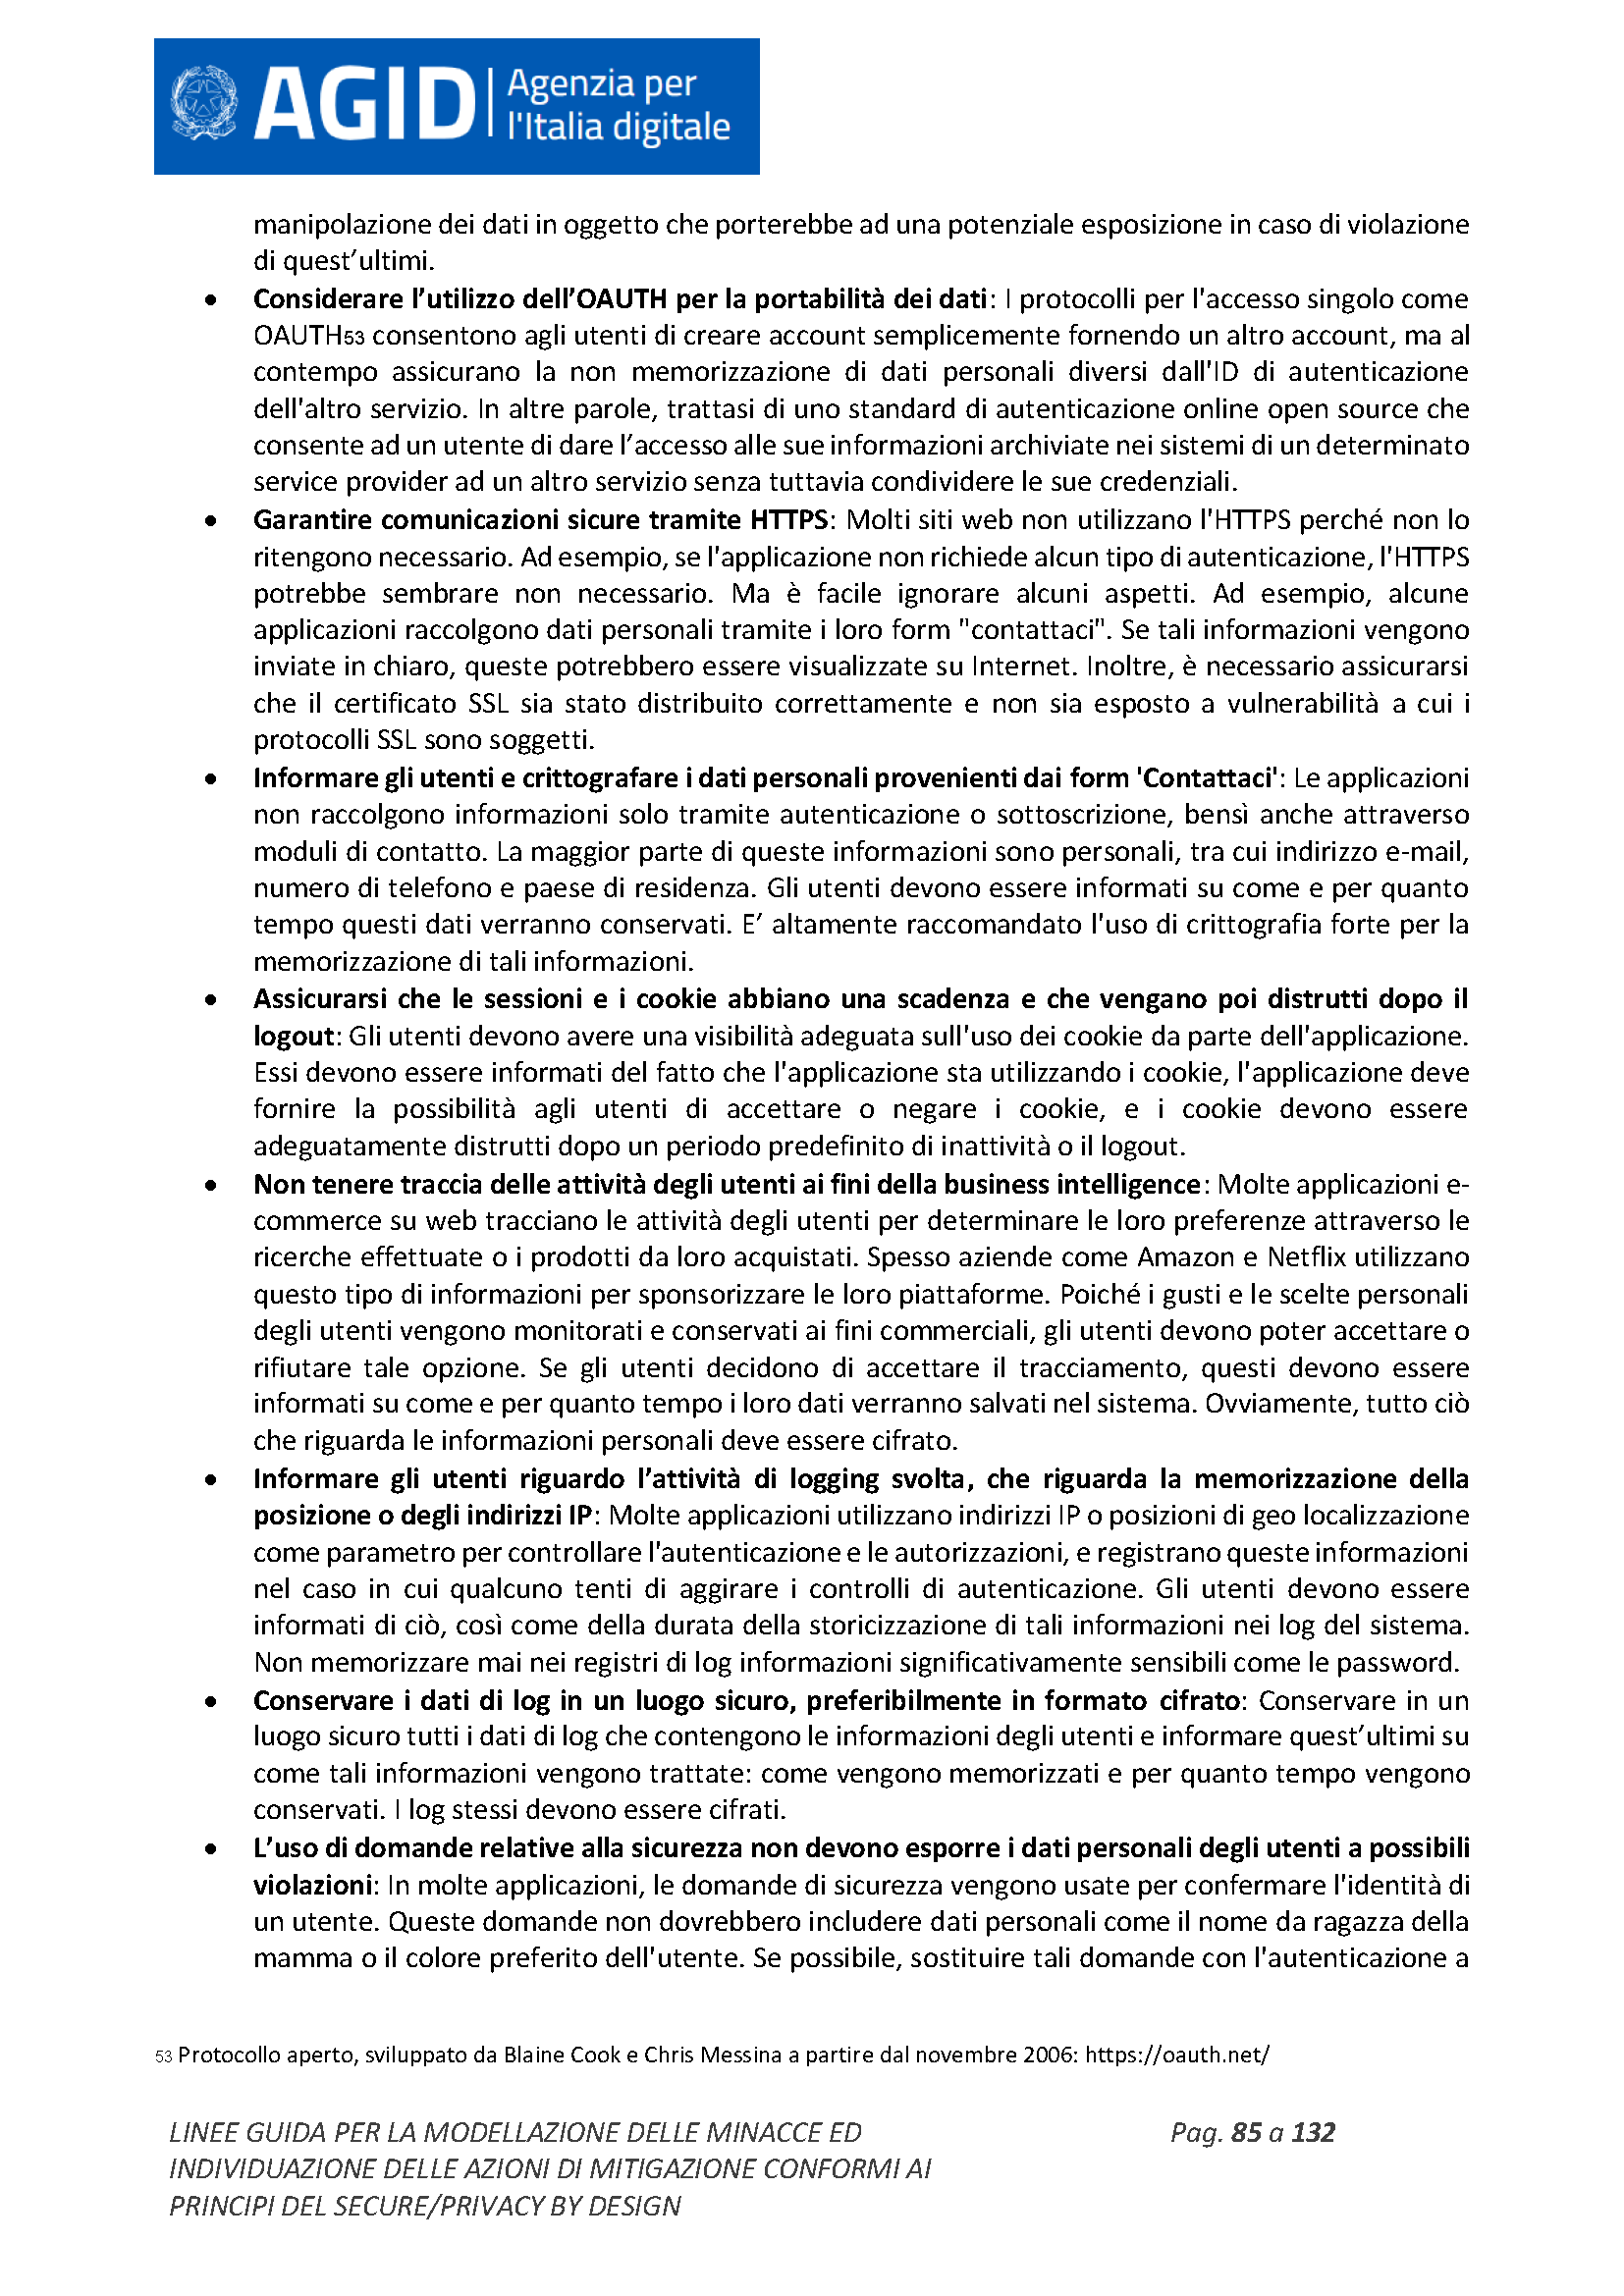 AGID
Agenzia per
l'Italia digitale
manipolazione dei dati in oggetto che porterebbe ad una potenziale esposizione in caso di violazione
di quest’ultimi.
• Considerare l’utilizzo dell’OAUTH per la portabilità dei dati: I protocolli per l'accesso singolo come
OAUTH53 consentono agli utenti di creare account semplicemente fornendo un altro account, ma al
contempo assicurano la non memorizzazione di dati personali diversi dall'ID di autenticazione
dell'altro servizio. In altre parole, trattasi di uno standard di autenticazione online open source che
consente ad un utente di dare l’accesso alle sue informazioni archiviate nei sistemi di un determinato
service provider ad un altro servizio senza tuttavia condividere le sue credenziali.
• Garantire comunicazioni sicure tramite HTTPS: Molti siti web non utilizzano l'HTTPS perché non lo
ritengono necessario. Ad esempio, se l'applicazione non richiede alcun tipo di autenticazione, l'HTTPS
potrebbe sembrare non necessario. Ma è facile ignorare alcuni aspetti. Ad esempio, alcune
applicazioni raccolgono dati personali tramite i loro form "contattaci". Se tali informazioni vengono
inviate in chiaro, queste potrebbero essere visualizzate su Internet. Inoltre, è necessario assicurarsi
che il certificato SSL sia stato distribuito correttamente e non sia esposto a vulnerabilità a cui i
protocolli SSL sono soggetti.
• Informare gli utenti e crittografare i dati personali provenienti dai form 'Contattaci': Le applicazioni
non raccolgono informazioni solo tramite autenticazione o sottoscrizione, bensì anche attraverso
moduli di contatto. La maggior parte di queste informazioni sono personali, tra cui indirizzo e-mail,
numero di telefono e paese di residenza. Gli utenti devono essere informati su come e per quanto
tempo questi dati verranno conservati. E’ altamente raccomandato l'uso di crittografia forte per la
memorizzazione di tali informazioni.
• Assicurarsi che le sessioni e i cookie abbiano una scadenza e che vengano poi distrutti dopo il
logout: Gli utenti devono avere una visibilità adeguata sull'uso dei cookie da parte dell'applicazione.
Essi devono essere informati del fatto che l'applicazione sta utilizzando i cookie, l'applicazione deve
fornire la possibilità agli utenti di accettare o negare i cookie, e i cookie devono essere
adeguatamente distrutti dopo un periodo predefinito di inattività o il logout.
• Non tenere traccia delle attività degli utenti ai fini della business intelligence: Molte applicazioni e-
commerce su web tracciano le attività degli utenti per determinare le loro preferenze attraverso le
ricerche effettuate o i prodotti da loro acquistati. Spesso aziende come Amazon e Netflix utilizzano
questo tipo di informazioni per sponsorizzare le loro piattaforme. Poiché i gusti e le scelte personali
degli utenti vengono monitorati e conservati ai fini commerciali, gli utenti devono poter accettare o
rifiutare tale opzione. Se gli utenti decidono di accettare il tracciamento, questi devono essere
informati su come e per quanto tempo i loro dati verranno salvati nel sistema. Ovviamente, tutto ciò
che riguarda le informazioni personali deve essere cifrato.
• Informare gli utenti riguardo l’attività di logging svolta, che riguarda la memorizzazione della
posizione o degli indirizzi IP: Molte applicazioni utilizzano indirizzi IP o posizioni di geo localizzazione
come parametro per controllare l'autenticazione e le autorizzazioni, e registrano queste informazioni
nel caso in cui qualcuno tenti di aggirare i controlli di autenticazione. Gli utenti devono essere
informati di ciò, così come della durata della storicizzazione di tali informazioni nei log del sistema.
Non memorizzare mai nei registri di log informazioni significativamente sensibili come le password.
• Conservare i dati di log in un luogo sicuro, preferibilmente in formato cifrato: Conservare in un
luogo sicuro tutti i dati di log che contengono le informazioni degli utenti e informare quest’ultimi su
come tali informazioni vengono trattate: come vengono memorizzati e per quanto tempo vengono
conservati. I log stessi devono essere cifrati.
• L’uso di domande relative alla sicurezza non devono esporre i dati personali degli utenti a possibili
violazioni: In molte applicazioni, le domande di sicurezza vengono usate per confermare l'identità di
un utente. Queste domande non dovrebbero includere dati personali come il nome da ragazza della
mamma o il colore preferito dell'utente. Se possibile, sostituire tali domande con l'autenticazione a
53 Protocollo aperto, sviluppato da Blaine Cook e Chris Messina a partire dal novembre 2006: https://oauth.net/
LINEE GUIDA PER LA MODELLAZIONE DELLE MINACCE ED
INDIVIDUAZIONE DELLE AZIONI DI MITIGAZIONE CONFORMI AI
PRINCIPI DEL SECURE/PRIVACY BY DESIGN
Pag. 85 a 132